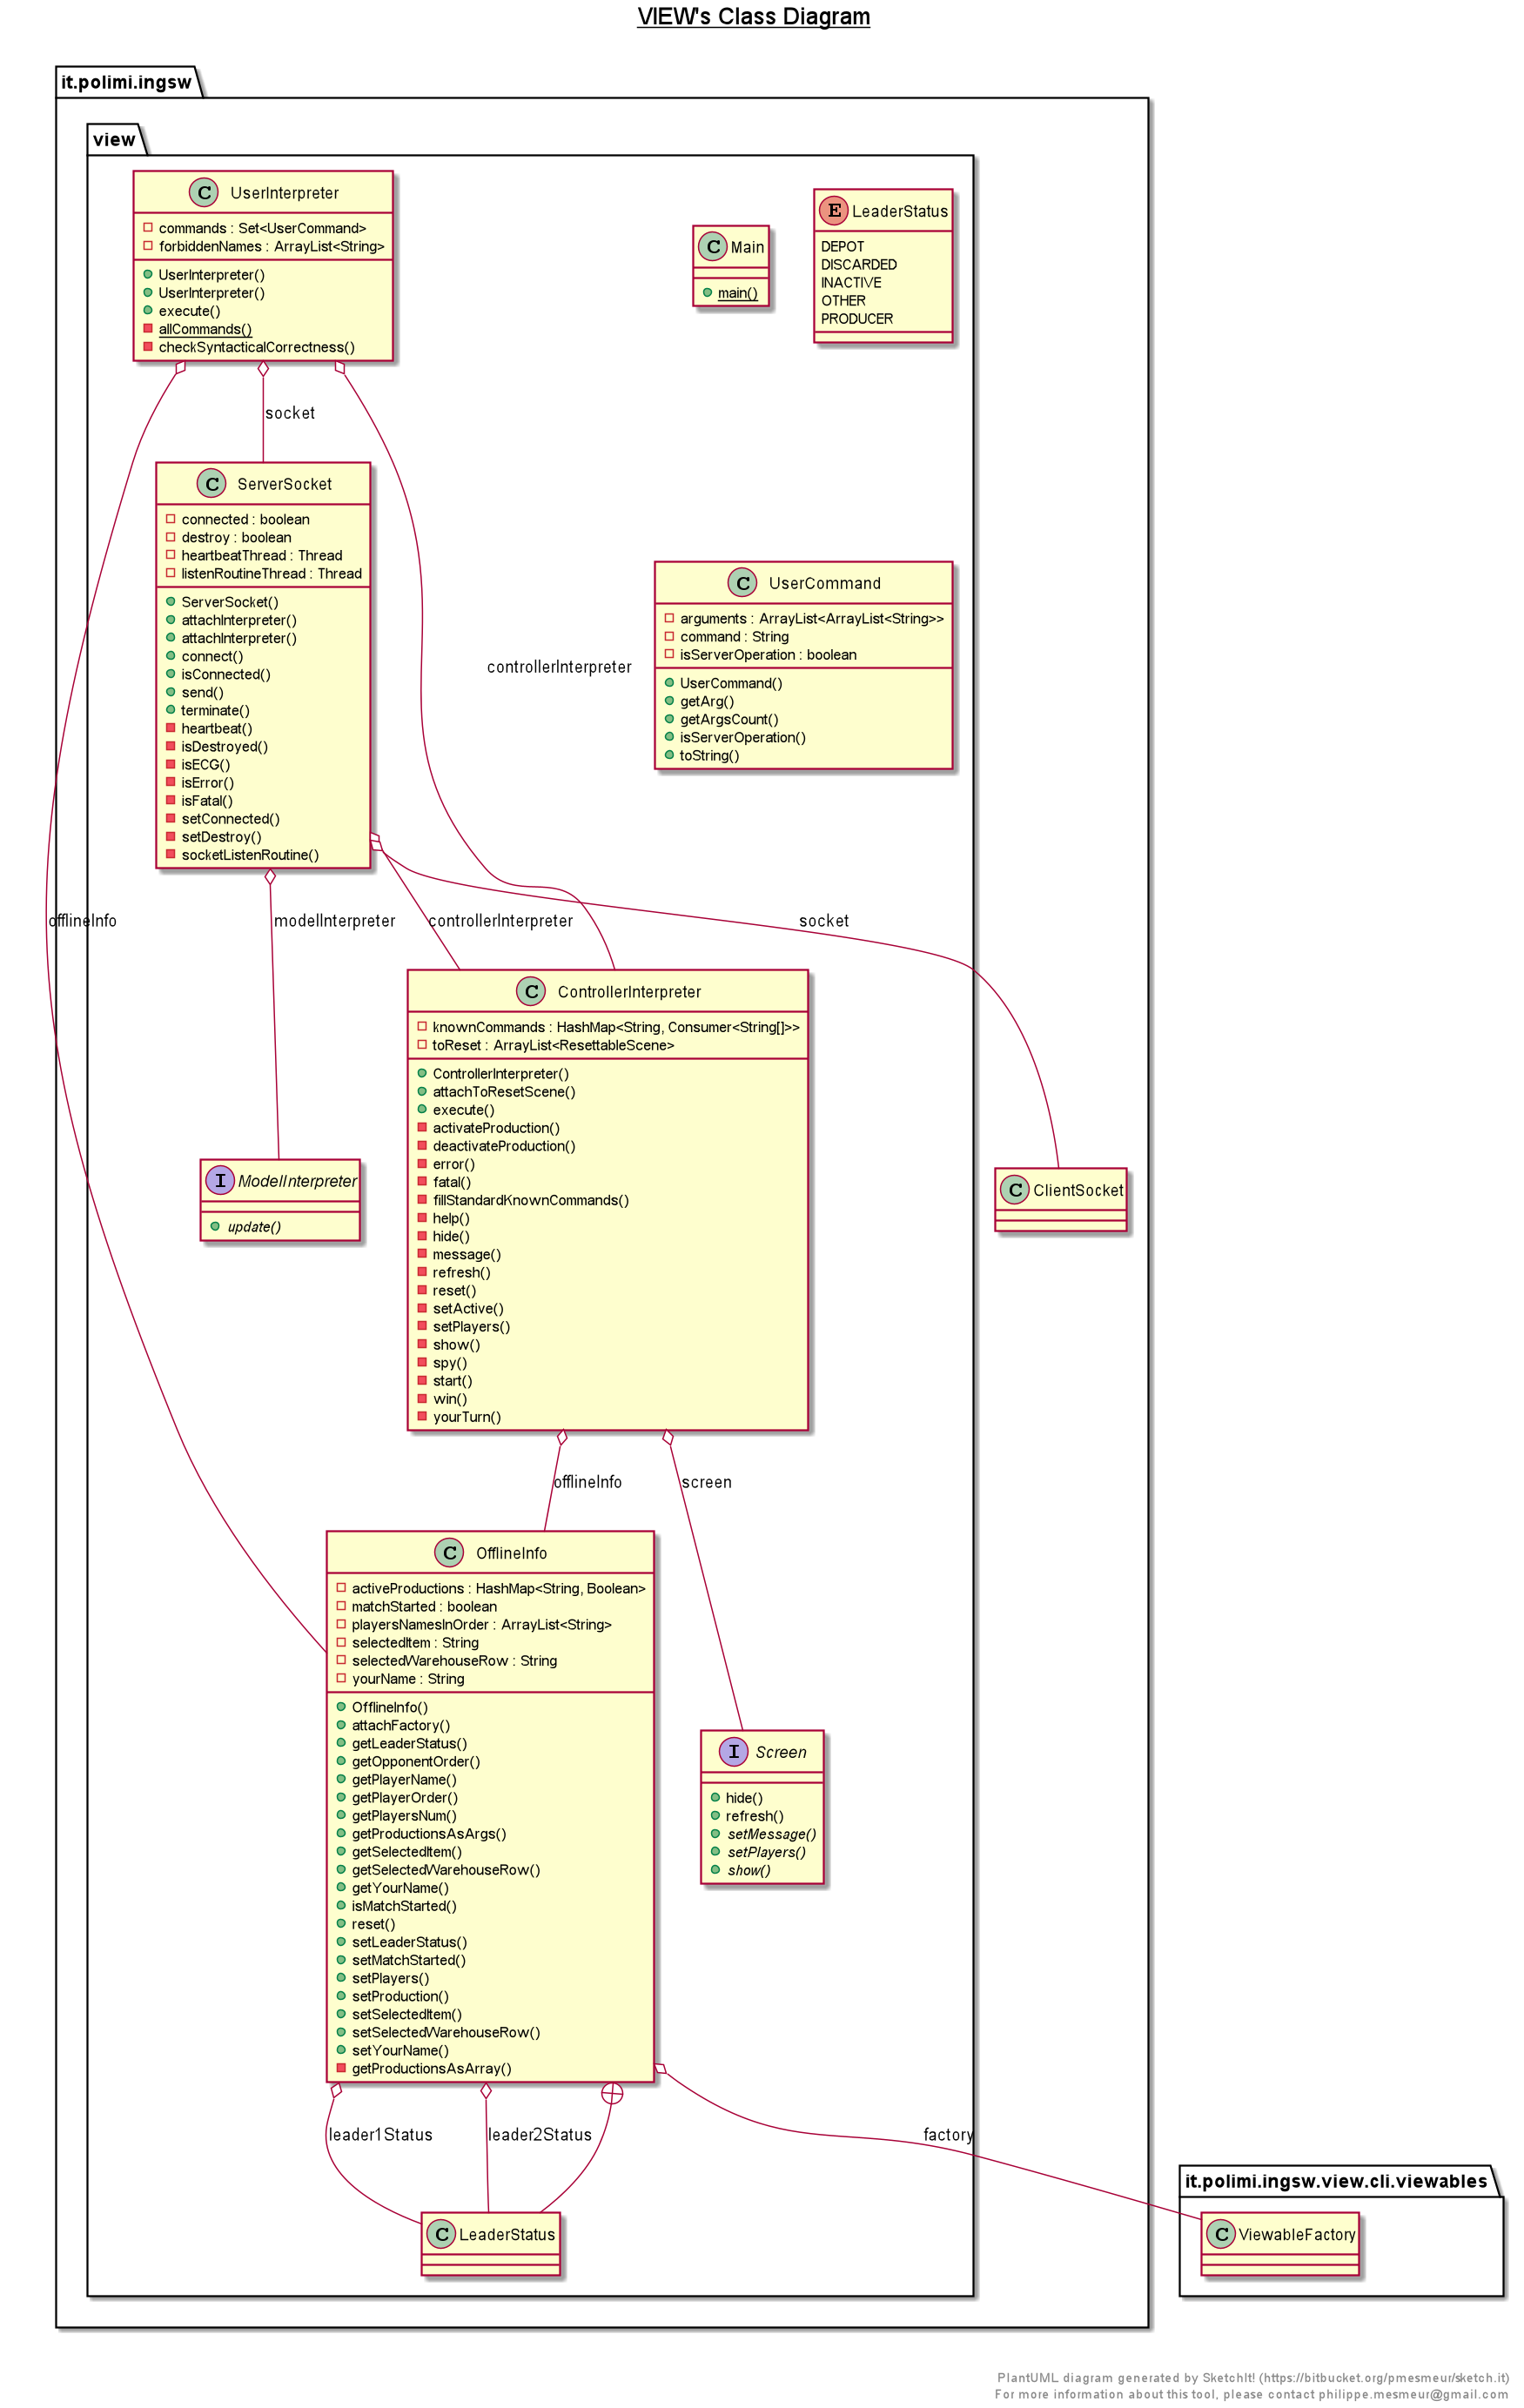 VIEW's Class Diagram
it.polimi.ingsw
view
C UserInterpreter
commands : Set<UserCommand>
forbiddenNames : ArrayList<String>
UserInterpreter()
UserInterpreter()
execute()
allCommands()
checkSyntacticalCorrectness()
C Main
main()
E LeaderStatus
DEPOT
DISCARDED
INACTIVE
OTHER
PRODUCER
socket
C ServerSocket
connected : boolean
destroy : boolean
heartbeatThread : Thread
listenRoutineThread : Thread
ServerSocket()
attachInterpreter()
attachInterpreter()
connect()
isConnected()
send()
terminate()
heartbeat()
isDestroyed()
isECG()
isError()
isFatal()
setConnected()
setDestroy()
socketListenRoutine()
controllerInterpreter
C UserCommand
arguments : ArrayList<ArrayList<String>>
command : String
isServerOperation : boolean
UserCommand()
getArg()
getArgsCount()
isServerOperation()
toString()
offlineInfo
modelInterpreter
controllerInterpreter
socket
C ControllerInterpreter
knownCommands : HashMap<String, Consumer<String[]>>
toReset : ArrayList<ResettableScene>
ControllerInterpreter()
attachToResetScene()
execute()
activateProduction()
deactivateProduction()
error()
fatal()
fillStandardKnownCommands()
help()
hide()
message()
refresh()
reset()
setActive()
setPlayers()
show()
spy()
start()
win()
yourTurn()
I ModelInterpreter
update()
C ClientSocket
offlineInfo
screen
C OfflineInfo
activeProductions : HashMap<String, Boolean>
matchStarted : boolean
playersNamesInOrder : ArrayList<String>
selectedItem : String
selectedWarehouseRow : String
yourName : String
OfflineInfo()
attachFactory()
getLeaderStatus()
getOpponentOrder()
getPlayerName()
getPlayerOrder()
getPlayersNum()
getProductionsAsArgs()
getSelectedItem()
getSelectedWarehouseRow()
getYourName()
isMatchStarted()
reset()
setLeaderStatus()
setMatchStarted()
setPlayers()
setProduction()
setSelectedItem()
setSelectedWarehouseRow()
setYourName()
getProductionsAsArray()
I Screen
hide()
refresh()
setMessage()
setPlayers()
show()
leader1Status
leader2Status
factory
C LeaderStatus
it.polimi.ingsw.view.cli.viewables
C ViewableFactory
PlantUML diagram generated by SketchIt! (https://bitbucket.org/pmesmeur/sketch.it)
For more information about this tool, please contact philippe.mesmeur@gmail.com